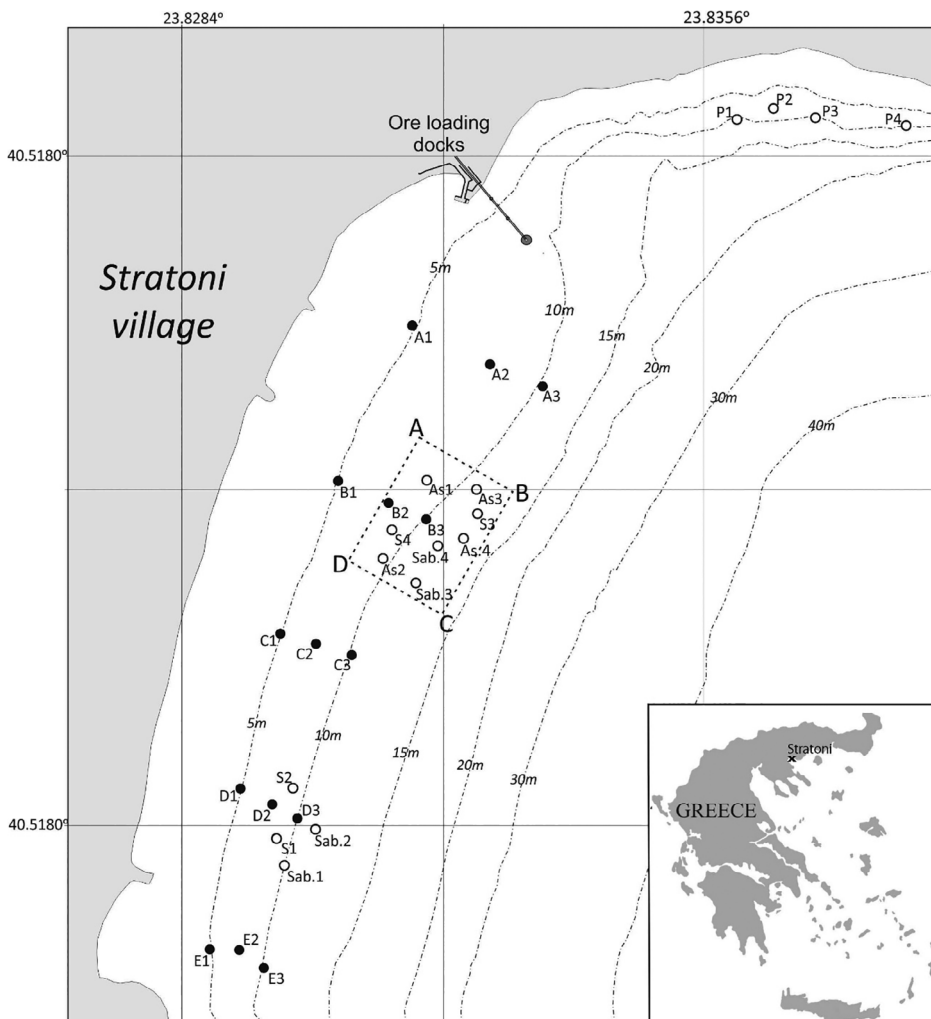 23.8284º
23.8356º
P1
P2
P3
P4
Ore loading
docks
40.5180º
5m
Stratoni
village
10m
15m
20m
30m
40m
A1
A2
A3
A
B1
As1
As3
B
B2
B3
S3
S4
Sab.4
As.4
D
As2
Sab.3
C
C1
C2
C3
5m
10m
15m
20m
30m
Stratoni
GREECE
S2
D1
D2
D3
40.5180º
S1
Sab.2
Sab.1
E1
E2
E3